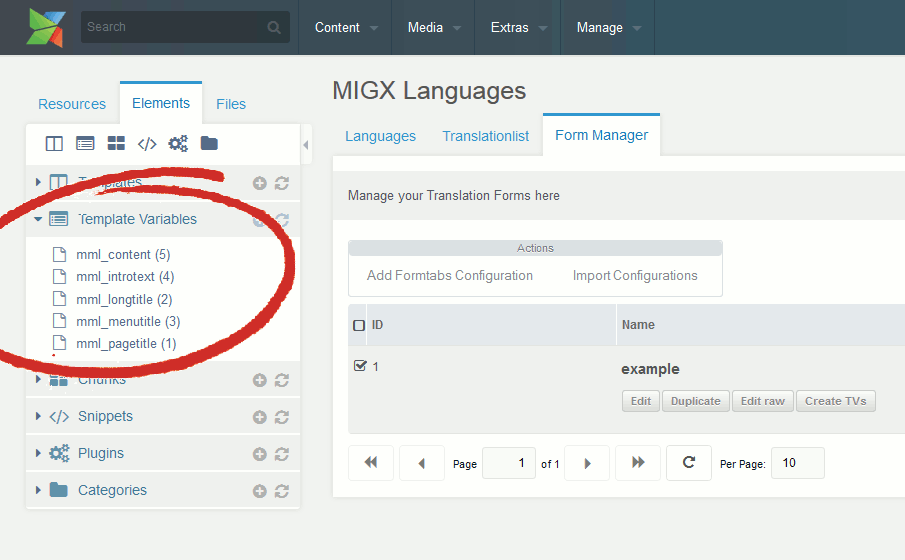 Search
Content
Media
Extras
Manage
Resources
Elements
Files
Templates
Template Variables
mml_content (5)
mml_introtext (4)
mml_longtitle (2)
mml_menutitle (3)
mml_pagetitle (1)
Chunks
Snippets
Plugins
Categories
MIGX Languages
Languages
Translationlist
Form Manager
Manage your Translation Forms here
Actions
Add Formtabs Configuration
Import Configurations
ID
Name
1
example
Edit
Duplicate
Edit raw
Create TVs
Page
1
of 1
Per Page:
10